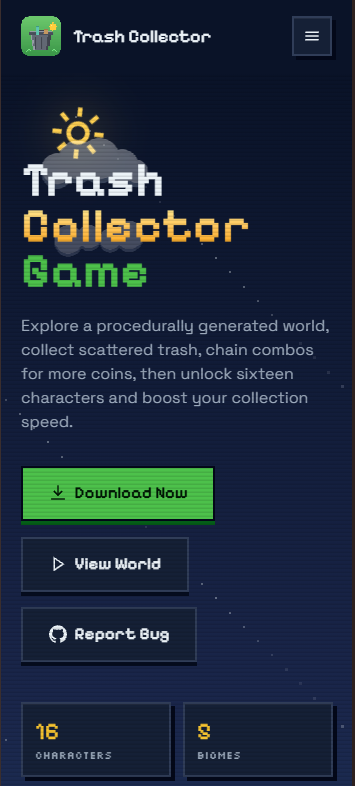 Trash Collector
Trash
Collector
Game
Explore a procedurally generated world,
collect scattered trash, chain combos
for more coins, then unlock sixteen
characters and boost your collection
speed.
Download Now
View World
Report Bug
16
CHARACTERS
BIOMES